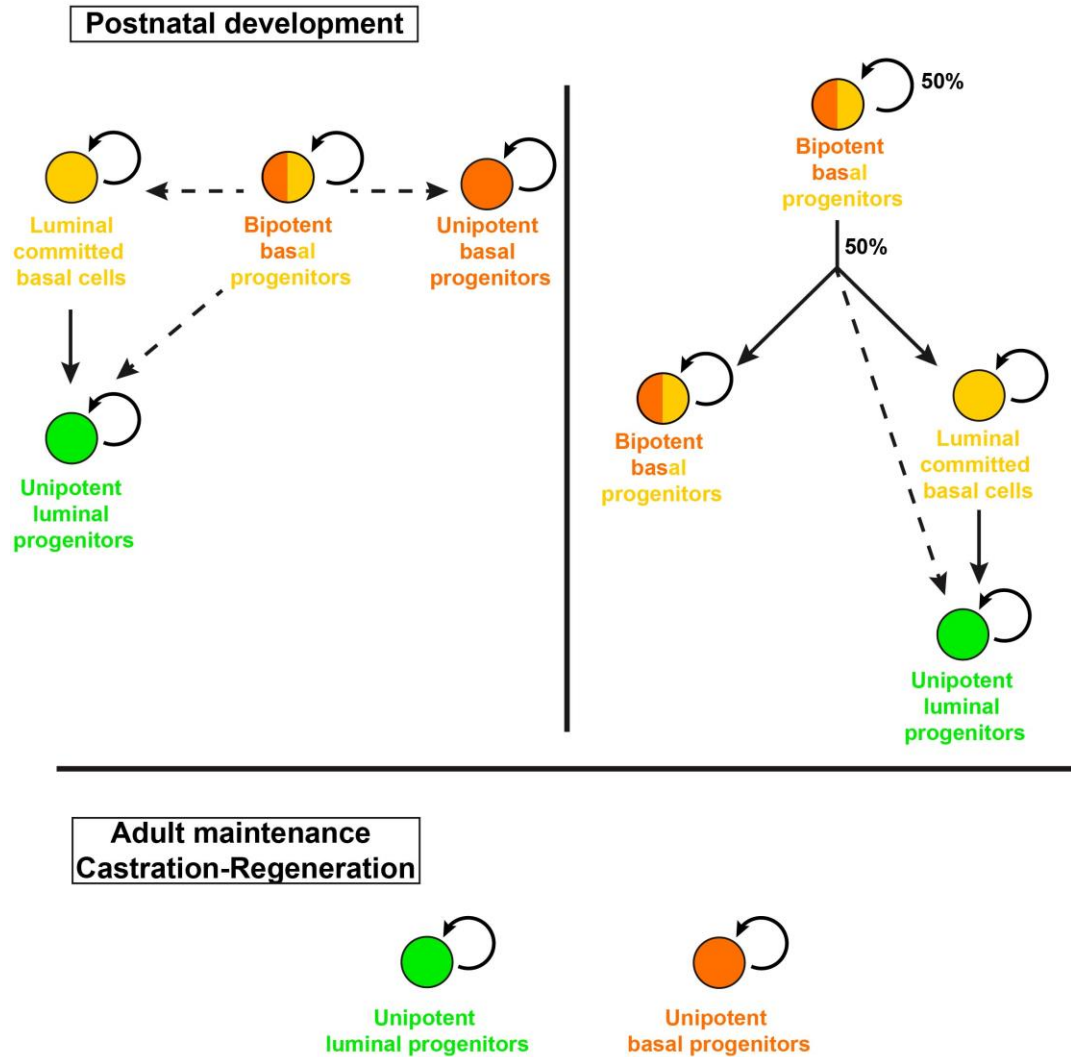 Postnatal development
Luminal
committed
basal cells
Bipotent
basal
progenitors
Unipotent
basal
progenitors
Unipotent
luminal
progenitors
50%
Bipotent
basal
progenitors
50%
Bipotent
basal
progenitors
Luminal
committed
basal cells
Unipotent
luminal
progenitors
Adult maintenance
Castration-Regeneration
Unipotent
luminal progenitors
Unipotent
basal progenitors